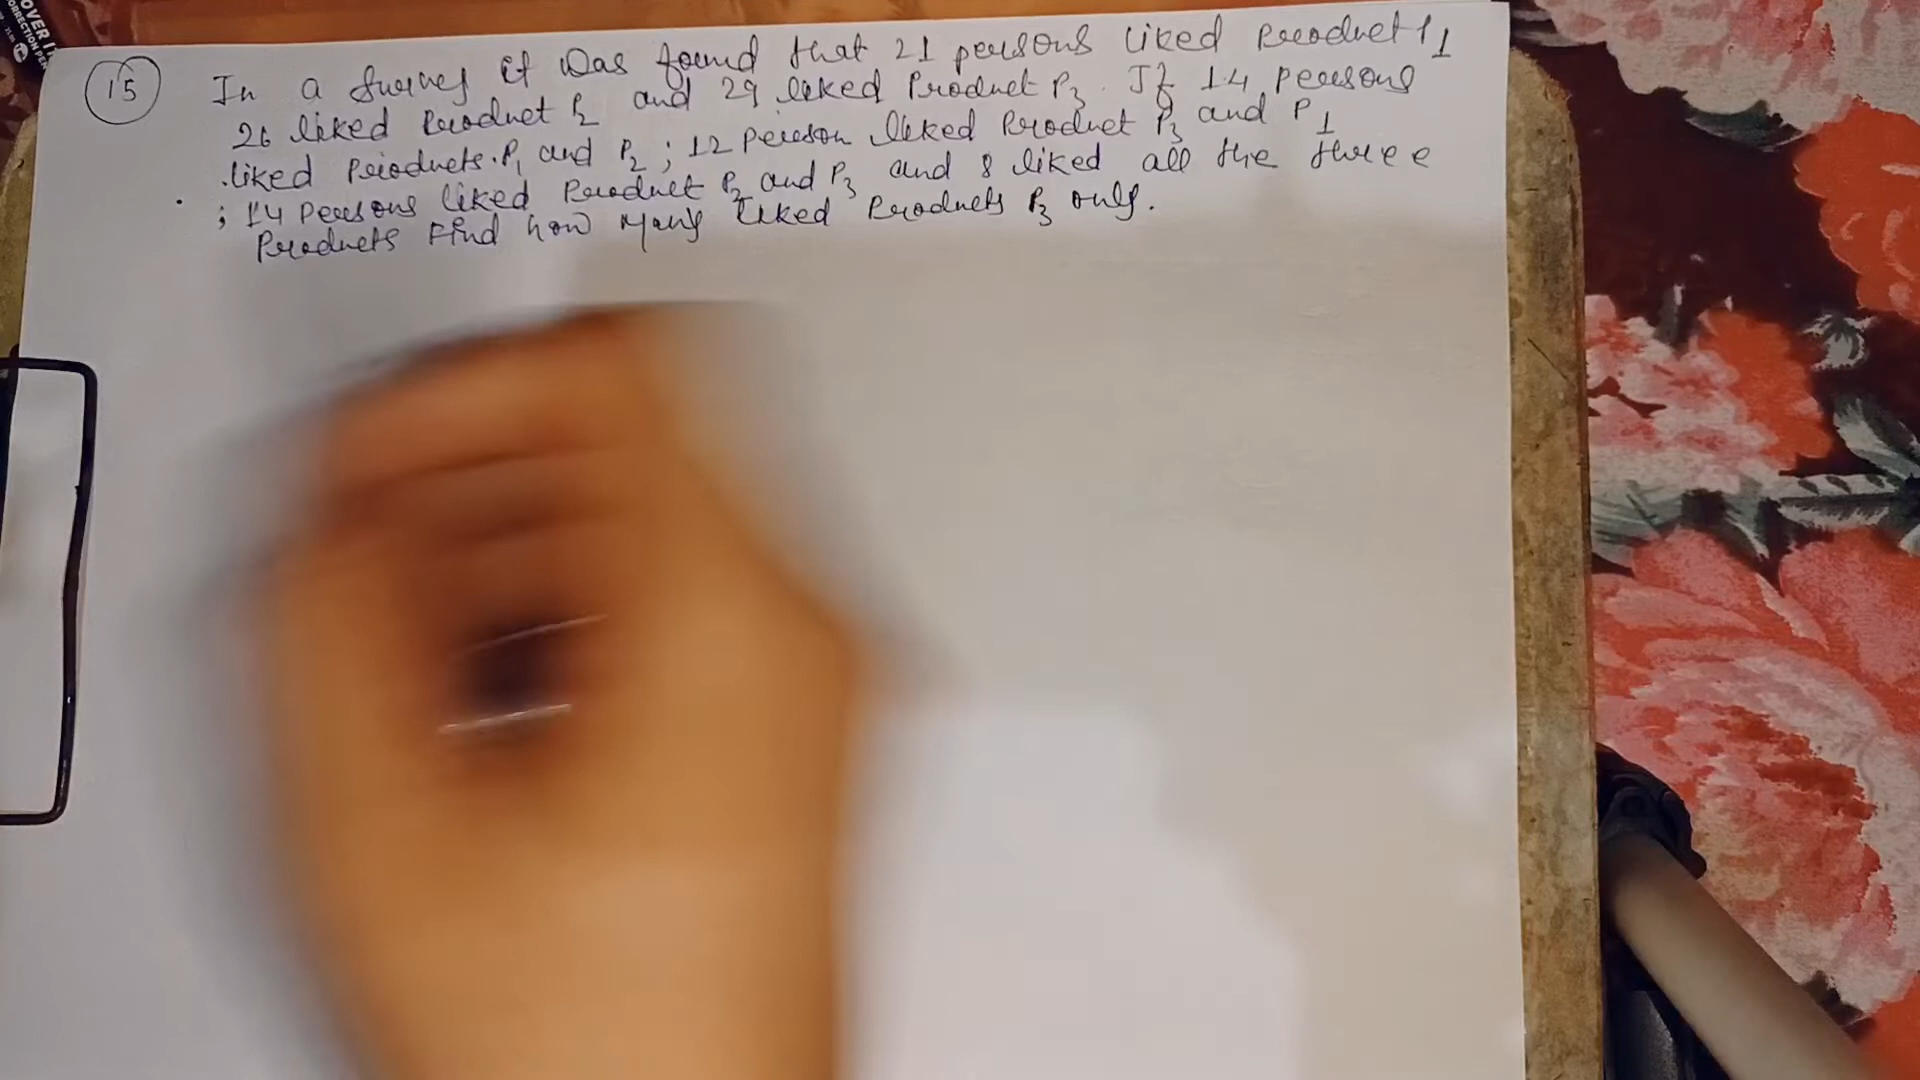 OVER I
CORRECTION PEN
15
In a survey it was found that 21 persons liked Product P1
26 liked Product P2 and 29 liked Product P3. If 14 persons
liked Products P1 and P2; 12 person liked Product P3 and P1
; 14 Persons liked Product P2 and P3 and 8 liked all the three
Products Find how many liked Products P3 only.